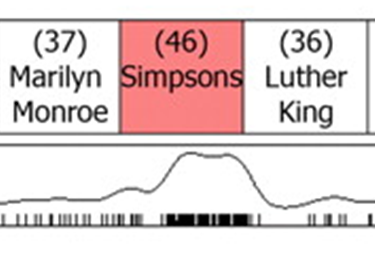 (37)
Marilyn
Monroe
(46)
Simpsons
(36)
Luther
King